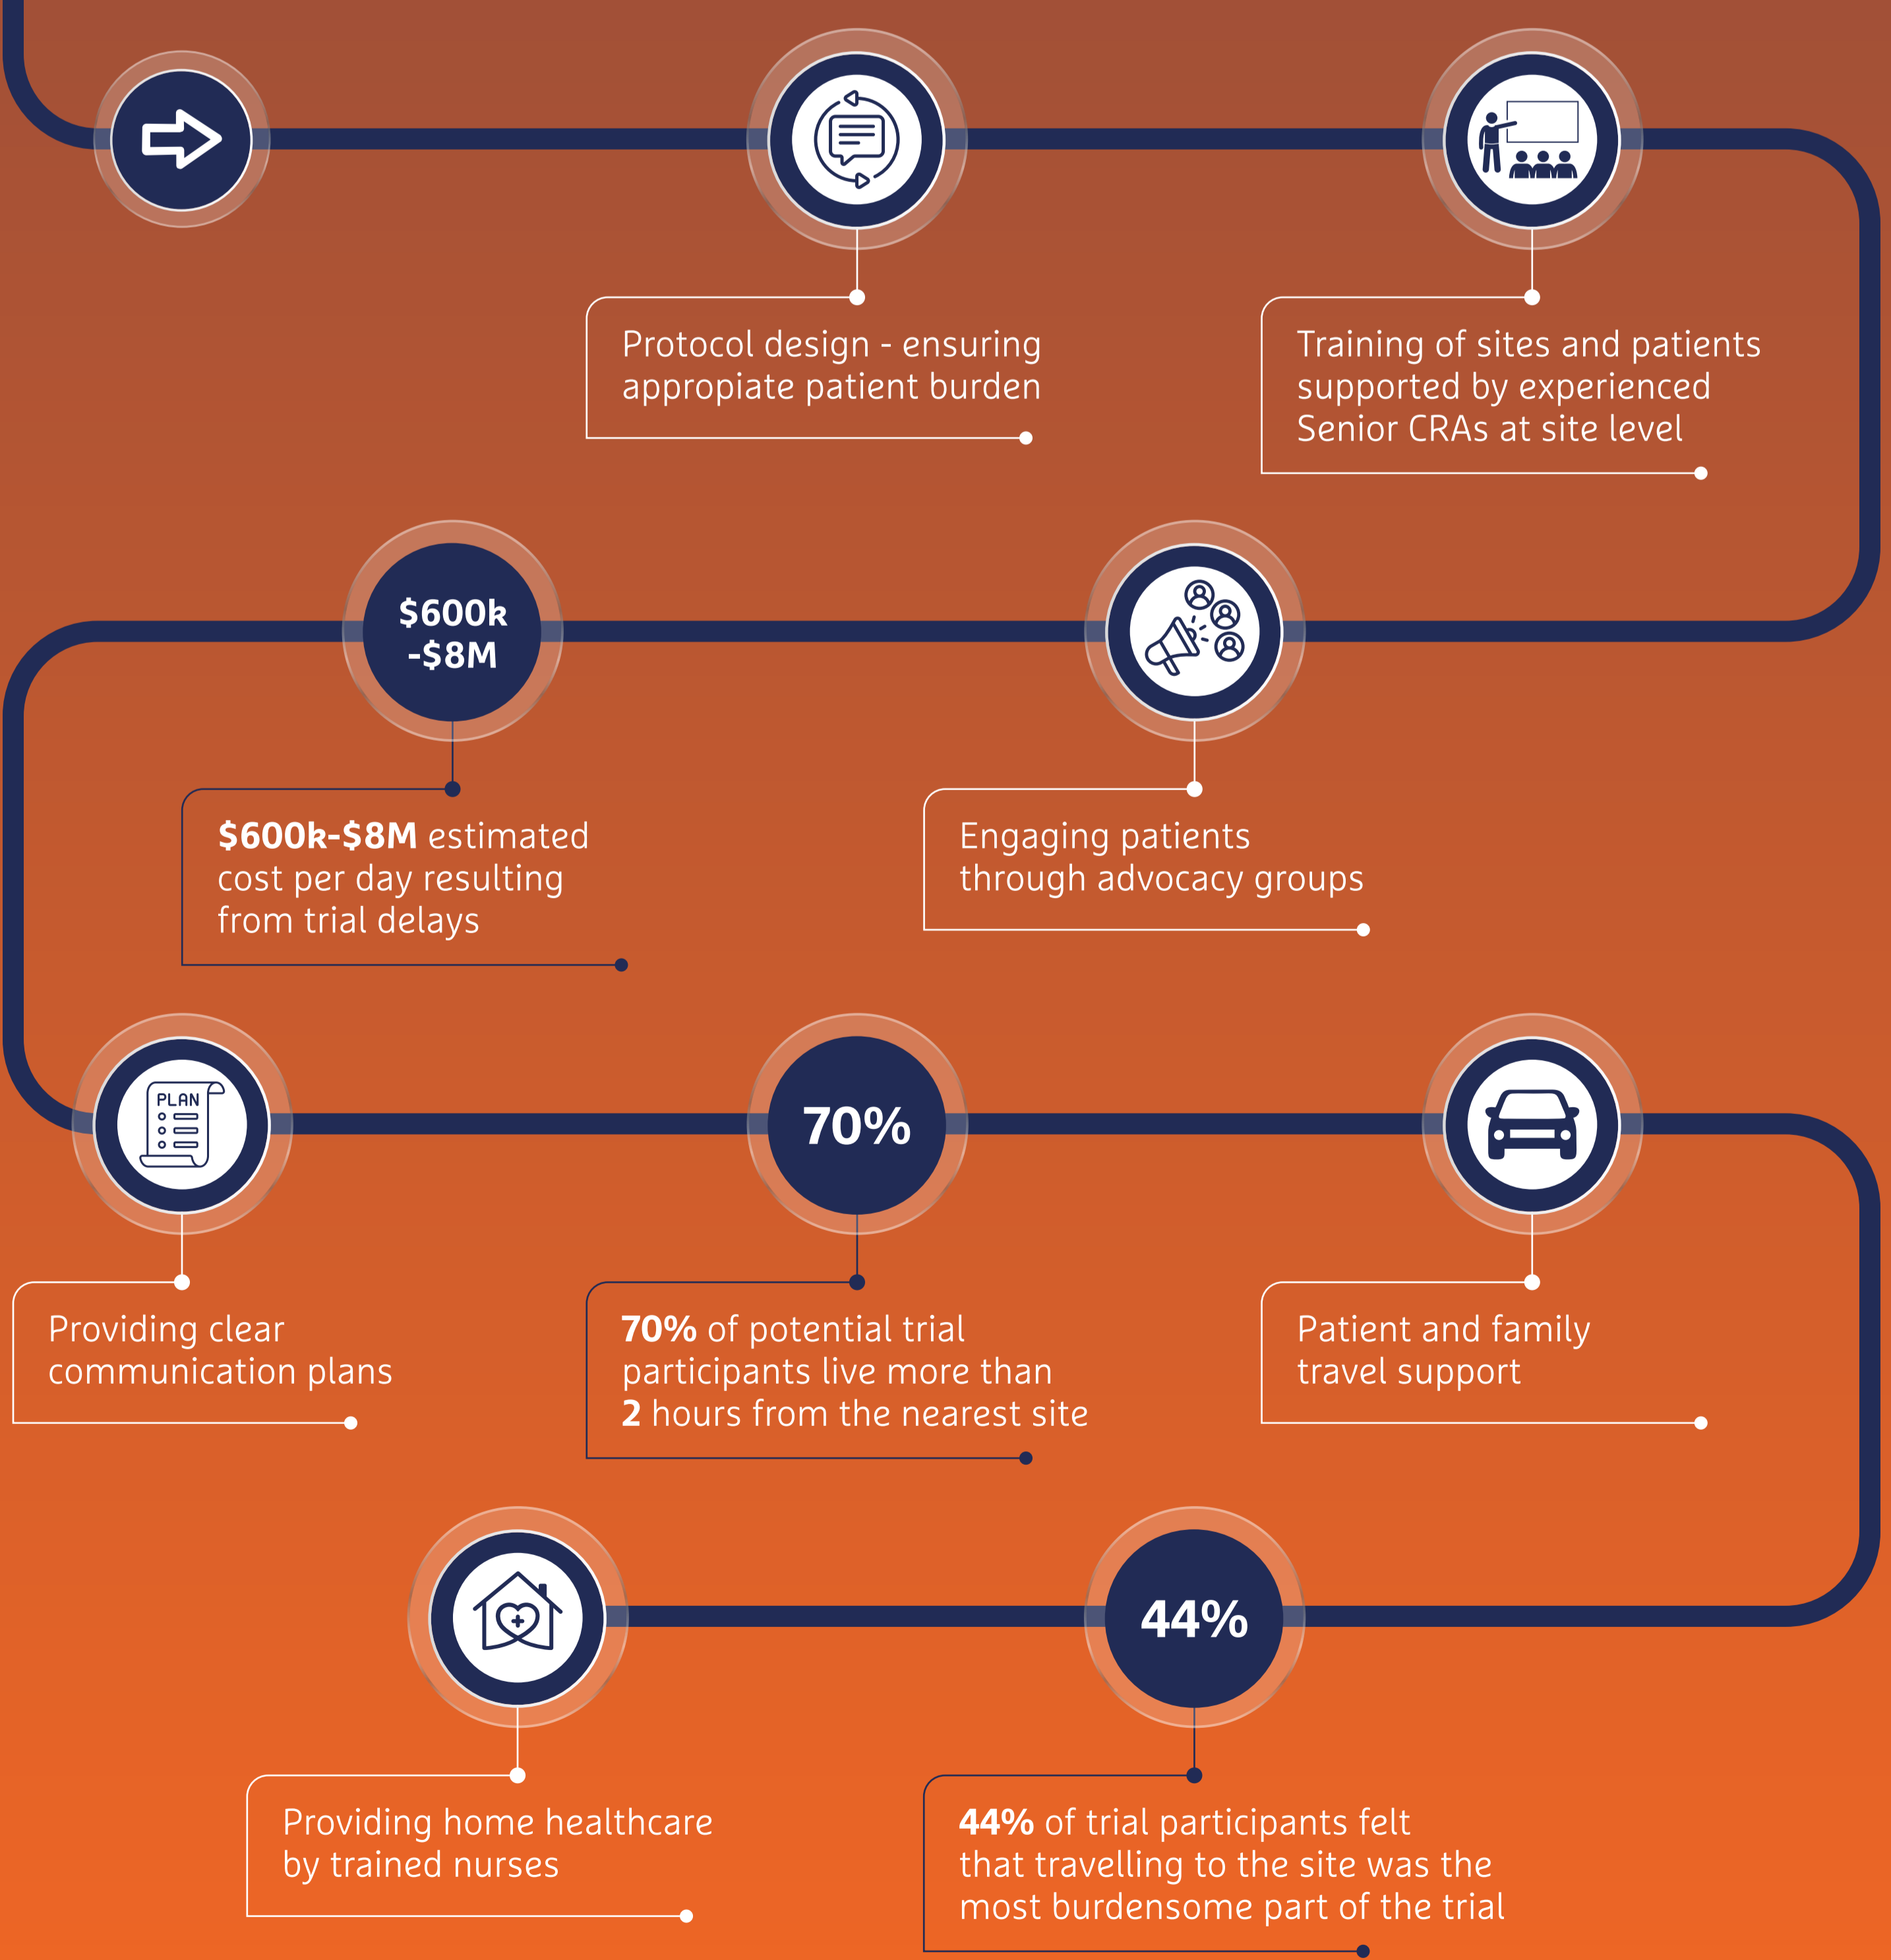 Protocol design - ensuring
appropiate patient burden
Training of sites and patients
supported by experienced
Senior CRAs at site level
$600k
-$8M
$600k-$8M estimated
cost per day resulting
from trial delays
Engaging patients
through advocacy groups
PLAN
Providing clear
communication plans
70%
70% of potential trial
participants live more than
2 hours from the nearest site
Patient and family
travel support
Providing home healthcare
by trained nurses
44%
44% of trial participants felt
that travelling to the site was the
most burdensome part of the trial